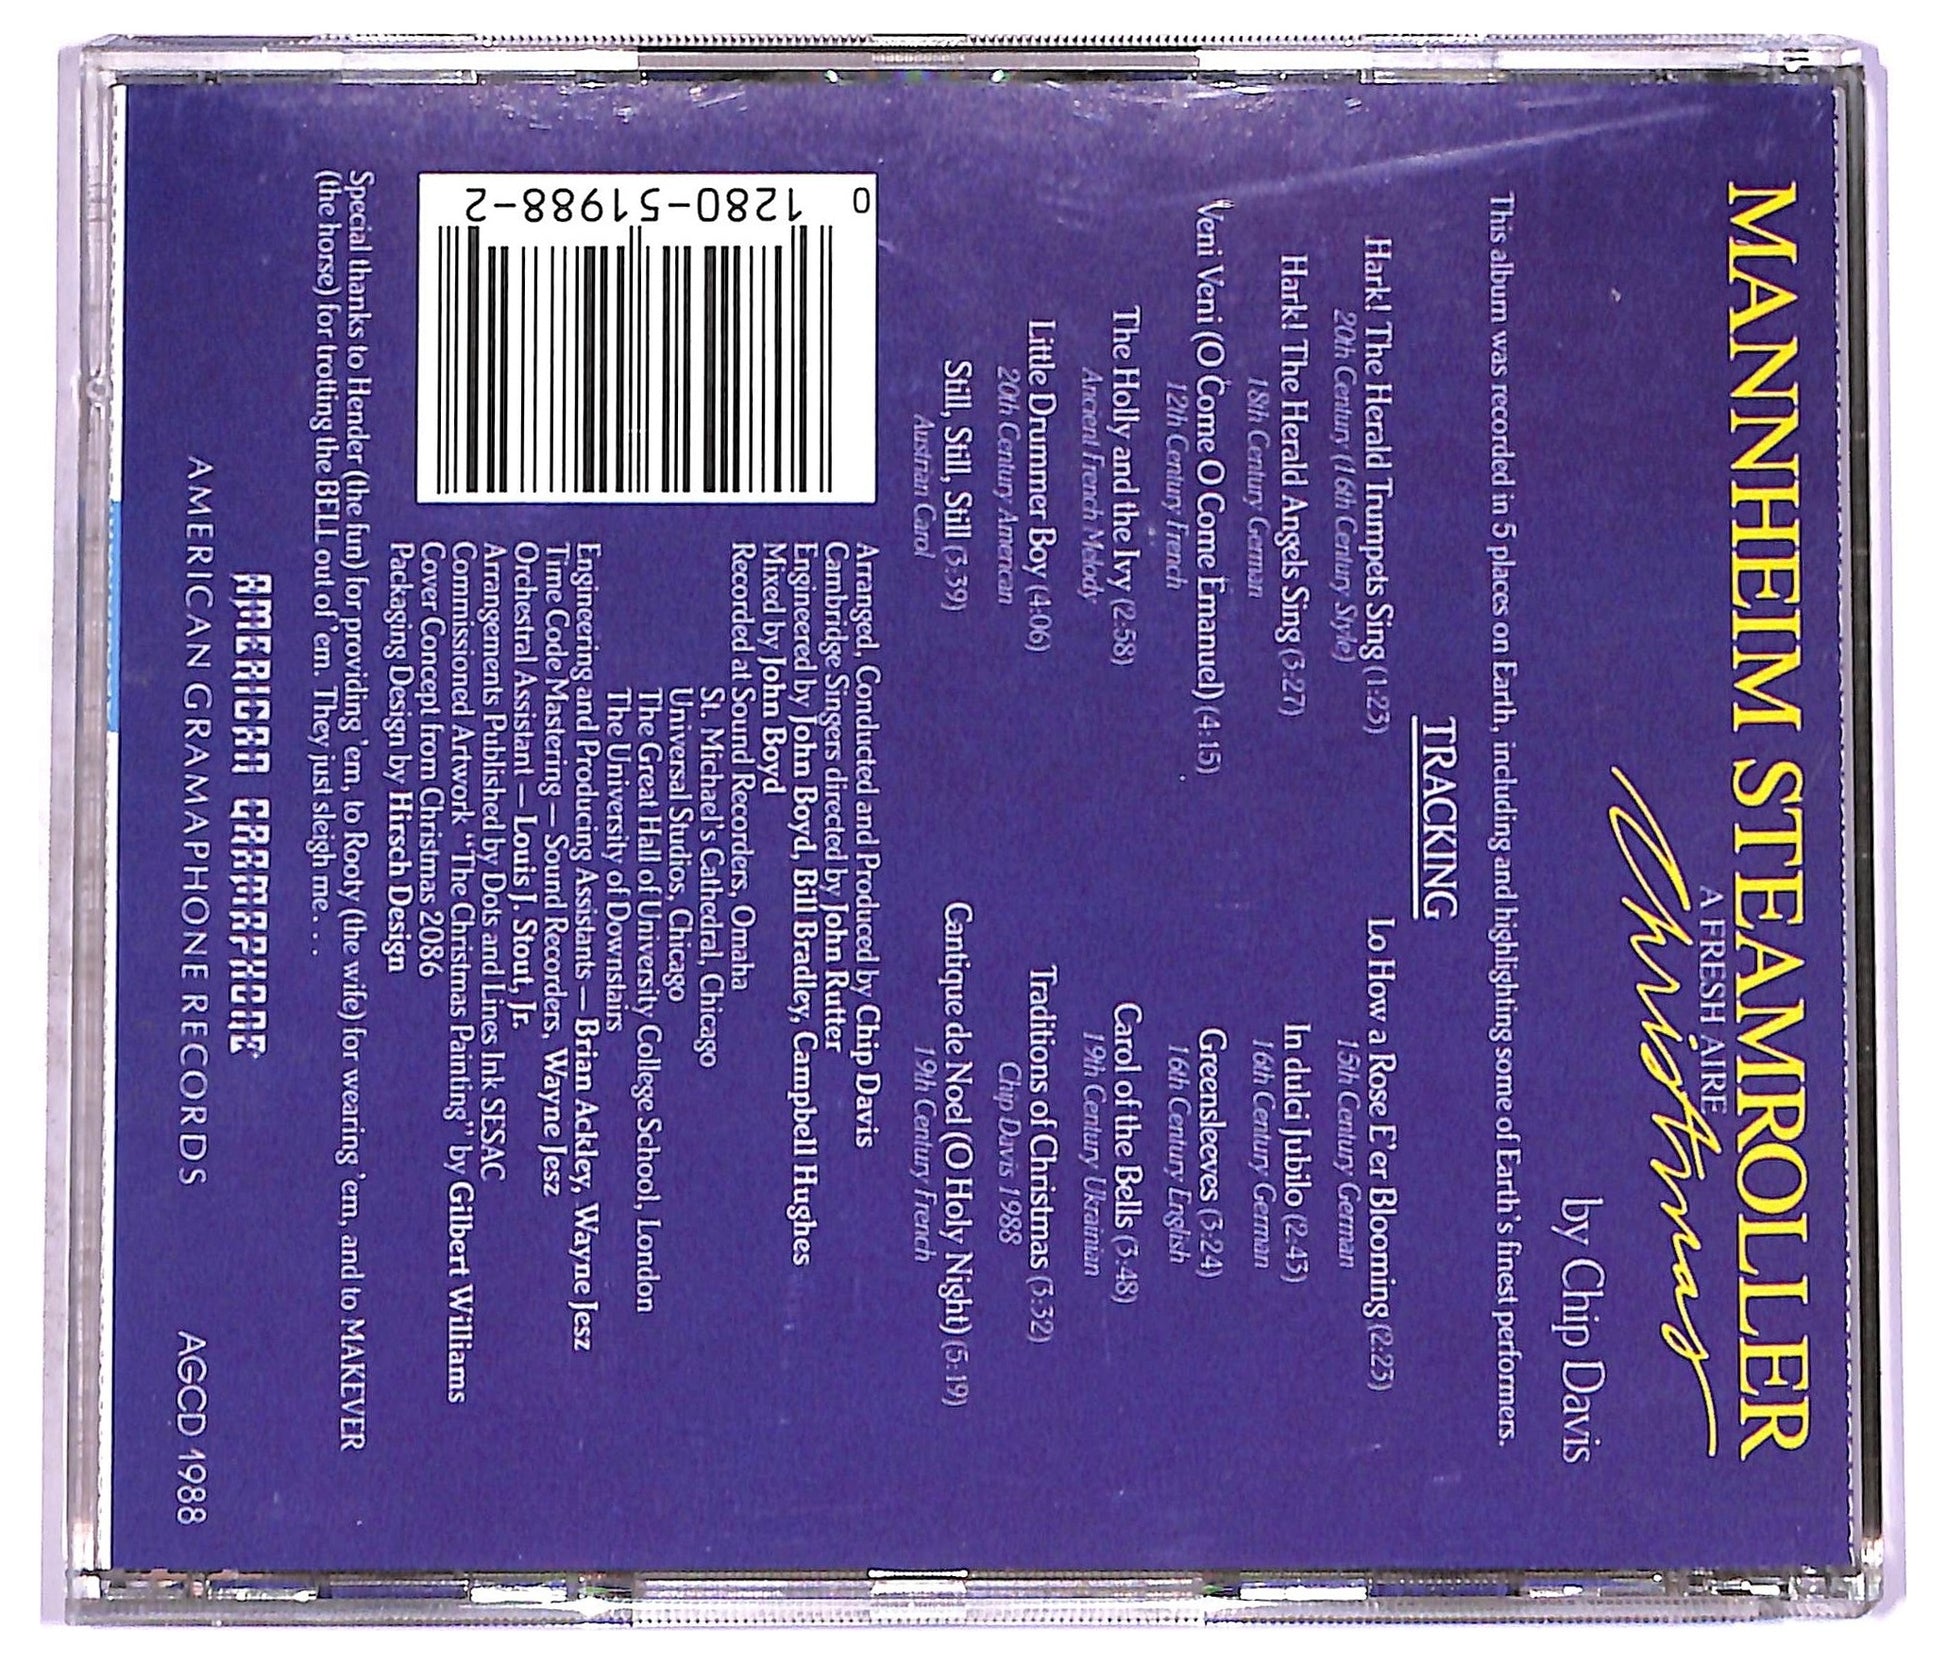 MANNHEIM STEAMROLLER
A FRESH AIRE
Christmas
by Chip Davis
This album was recorded in 5 places on Earth, including and highlighting some of Earth's finest performers.
TRACKING
Hark! The Herald Trumpets Sing (1:23)
20th Century (16th Century Style)
Hark! The Herald Angels Sing (3:27)
18th Century German
Veni Veni (O Come O Come Emanuel) (4:15)
12th Century French
The Holly and the Ivy (2:58)
Ancient French Melody
Little Drummer Boy (4:06)
20th Century American
Still, Still, Still (3:39)
Austrian Carol
Lo How a Rose E'er Blooming (2:23)
15th Century German
In dulci Jubilo (2:43)
16th Century German
Greensleeves (3:24)
16th Century English
Carol of the Bells (3:48)
19th Century Ukrainian
Traditions of Christmas (3:32)
Chip Davis 1988
Cantique de Noel (O Holy Night) (5:19)
19th Century French
0
1280-51988-2
Arranged, Conducted and Produced by Chip Davis
Cambridge Singers directed by John Rutter
Engineered by John Boyd, Bill Bradley, Campbell Hughes
Mixed by John Boyd
Recorded at Sound Recorders, Omaha
St. Michael's Cathedral, Chicago
Universal Studios, Chicago
The Great Hall of University College School, London
The University of Downstairs
Engineering and Producing Assistants — Brian Ackley, Wayne Jesz
Time Code Mastering — Sound Recorders, Wayne Jesz
Orchestral Assistant — Louis J. Stout, Jr.
Arrangements Published by Dots and Lines Ink SESAC
Commissioned Artwork "The Christmas Painting" by Gilbert Williams
Cover Concept from Christmas 2086
Packaging Design by Hirsch Design
Special thanks to Hender (the fun) for providing 'em, to Rooty (the wife) for wearing 'em, and to MAKEVER
(the horse) for trotting the BELL out of 'em. They just sleigh me. . .
AMERICAN GRAMAPHONE
AMERICAN GRAMAPHONE RECORDS
AGCD 1988